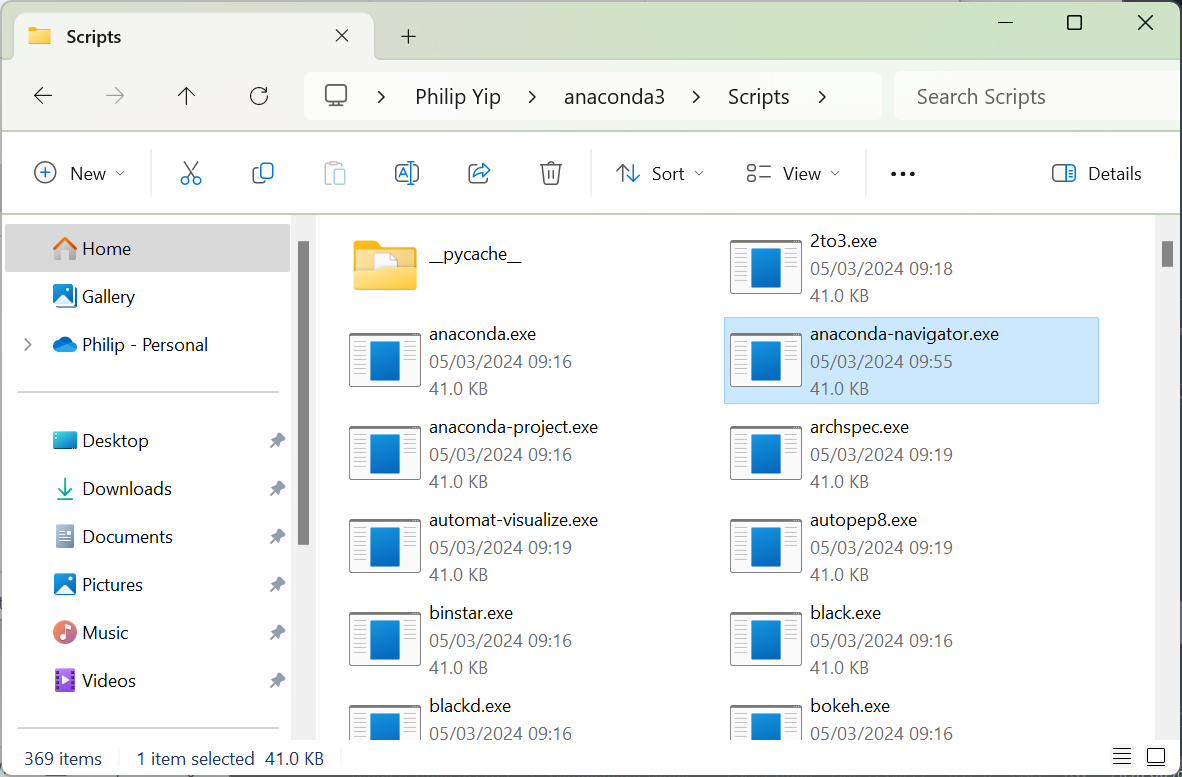 Scripts
Philip Yip
anaconda3
Scripts
Search Scripts
New
Sort
View
Details
Home
Gallery
Philip - Personal
Desktop
Downloads
Documents
Pictures
Music
Videos
__pycache__
2to3.exe
05/03/2024 09:18
41.0 KB
anaconda.exe
05/03/2024 09:16
41.0 KB
anaconda-navigator.exe
05/03/2024 09:55
41.0 KB
anaconda-project.exe
05/03/2024 09:16
41.0 KB
archspec.exe
05/03/2024 09:19
41.0 KB
automat-visualize.exe
05/03/2024 09:19
41.0 KB
autopep8.exe
05/03/2024 09:19
41.0 KB
binstar.exe
05/03/2024 09:16
41.0 KB
black.exe
05/03/2024 09:16
41.0 KB
blackd.exe
05/03/2024 09:16
bokeh.exe
05/03/2024 09:16
369 items
1 item selected 41.0 KB